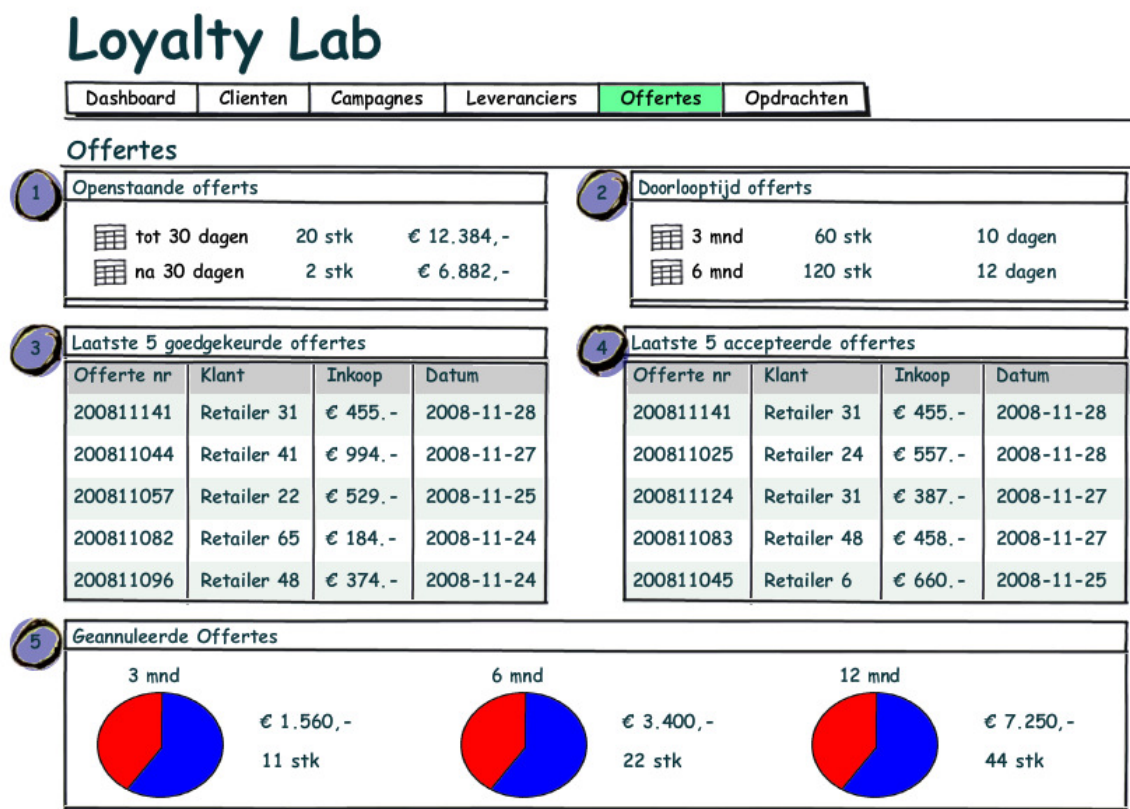 Loyalty Lab
Dashboard Clienten Campagnes Leveranciers Offertes Opdrachten
Offertes
1 Openstaande offerts
tot 30 dagen 20 stk € 12.384,-
na 30 dagen 2 stk € 6.882,-
2 Doorlooptijd offerts
3 mnd 60 stk 10 dagen
6 mnd 120 stk 12 dagen
3 Laatste 5 goedgekeurde offertes
Offerte nr Klant Inkoop Datum
200811141 Retailer 31 € 455.- 2008-11-28
200811044 Retailer 41 € 994.- 2008-11-27
200811057 Retailer 22 € 529.- 2008-11-25
200811082 Retailer 65 € 184.- 2008-11-24
200811096 Retailer 48 € 374.- 2008-11-24
4 Laatste 5 accepteerde offertes
Offerte nr Klant Inkoop Datum
200811141 Retailer 31 € 455.- 2008-11-28
200811025 Retailer 24 € 557.- 2008-11-28
200811124 Retailer 31 € 387.- 2008-11-27
200811083 Retailer 48 € 458.- 2008-11-27
200811045 Retailer 6 € 660.- 2008-11-25
5 Geannuleerde Offertes
3 mnd
€ 1.560,-
11 stk
6 mnd
€ 3.400,-
22 stk
12 mnd
€ 7.250,-
44 stk